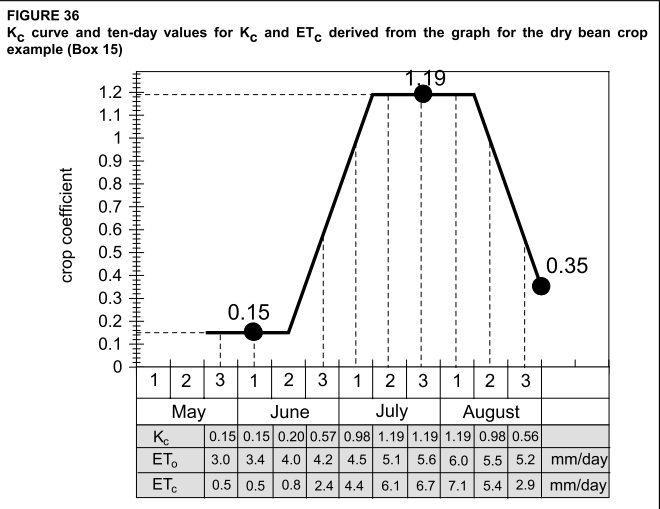 FIGURE 36
Kc curve and ten-day values for Kc and ETc derived from the graph for the dry bean crop
example (Box 15)
1.19
1.2
1.1
1
0.9
0.8
0.7
0.6
0.5
0.4
0.3
0.2
0.1
0
crop coefficient
0.15
0.35
1 2 3 1 2 3 1 2 3 1 2 3
May June July August
Kc 0.15 0.15 0.20 0.57 0.98 1.19 1.19 1.19 0.98 0.56
ETo 3.0 3.4 4.0 4.2 4.5 5.1 5.6 6.0 5.5 5.2 mm/day
ETc 0.5 0.5 0.8 2.4 4.4 6.1 6.7 7.1 5.4 2.9 mm/day